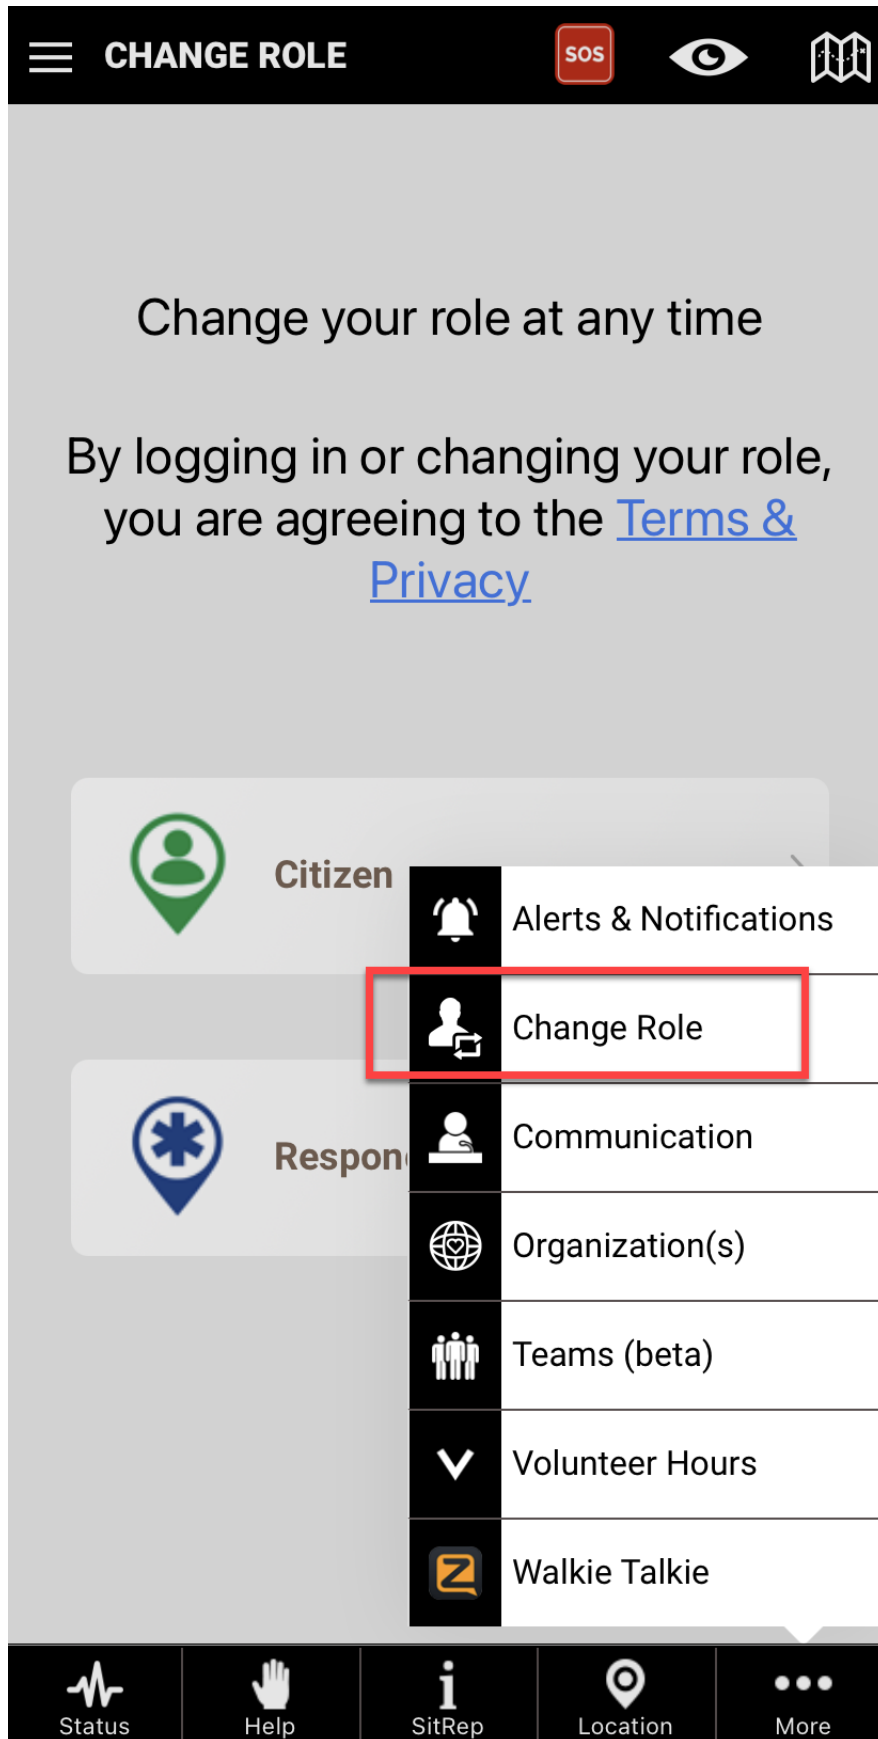 CHANGE ROLE
SOS
Change your role at any time
By logging in or changing your role,
you are agreeing to the Terms &
Privacy
Citizen
Alerts & Notifications
Change Role
Communication
Respon
Organization(s)
Teams (beta)
Volunteer Hours
Walkie Talkie
Status
Help
SitRep
Location
More